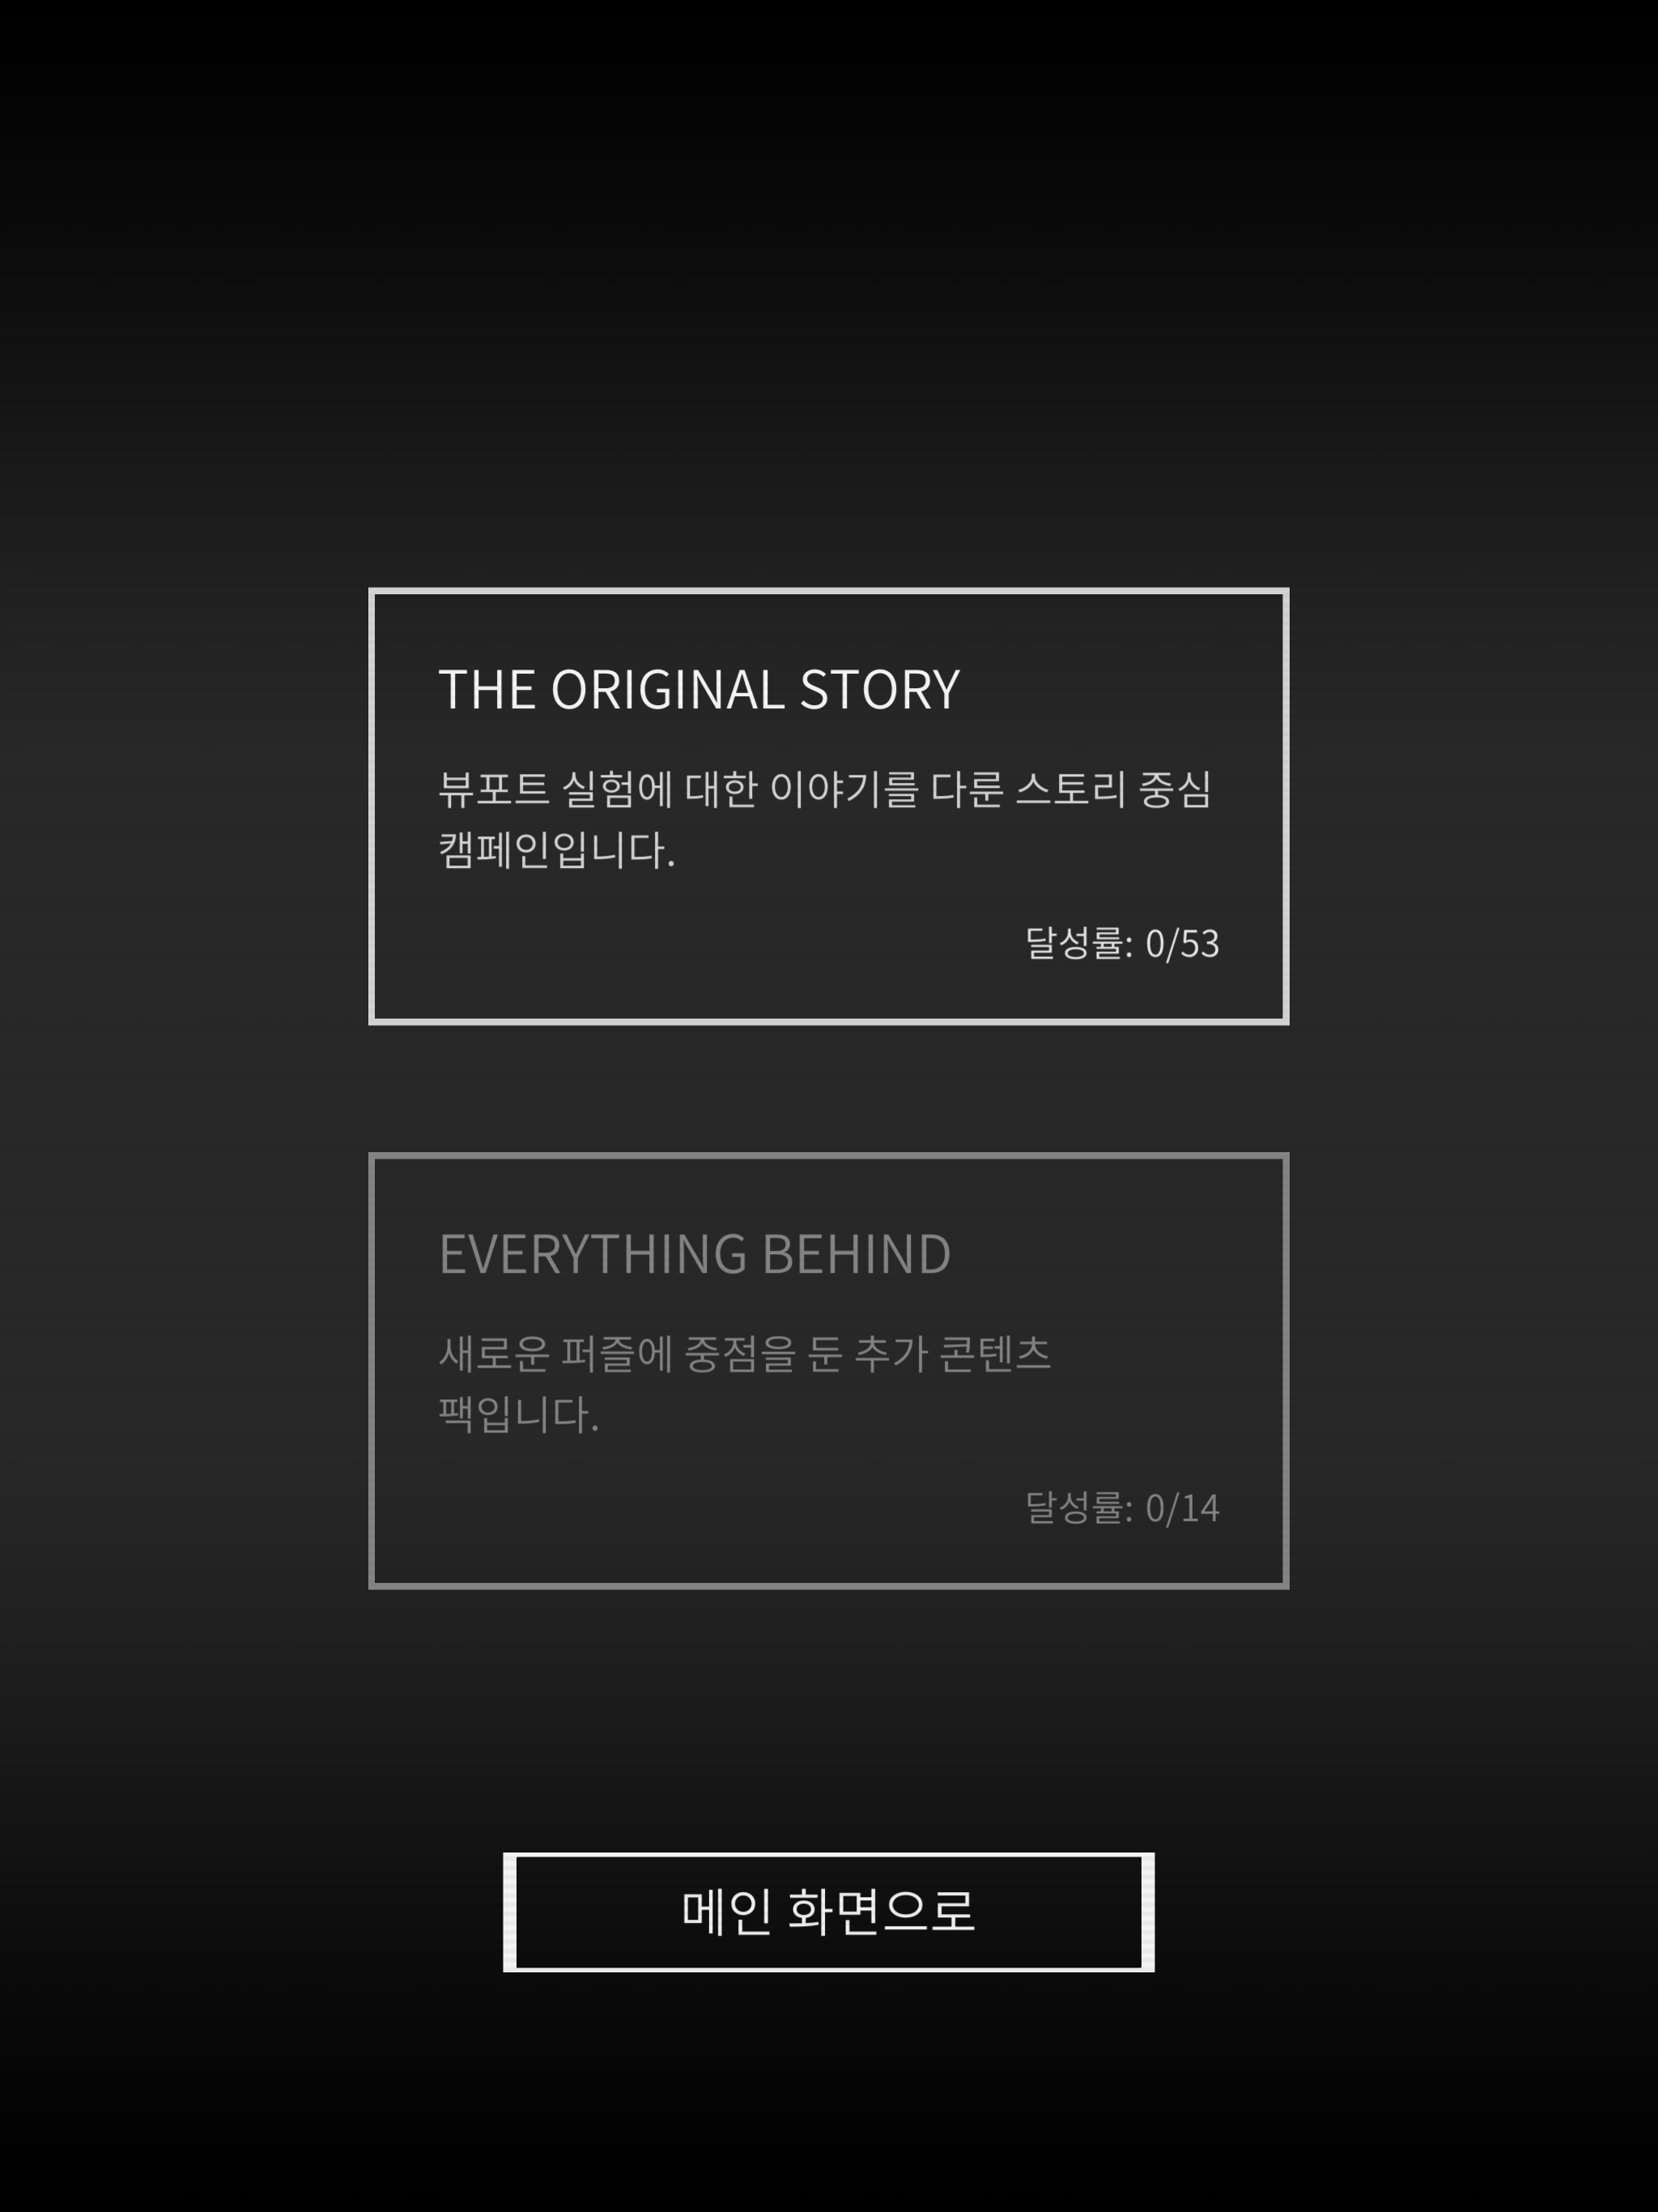 THE ORIGINAL STORY
뷰포트 실험에 대한 이야기를 다룬 스토리 중심
캠페인입니다.
달성률: 0/53
EVERYTHING BEHIND
새로운 퍼즐에 중점을 둔 추가 콘텐츠
팩입니다.
달성률: 0/14
메인 화면으로